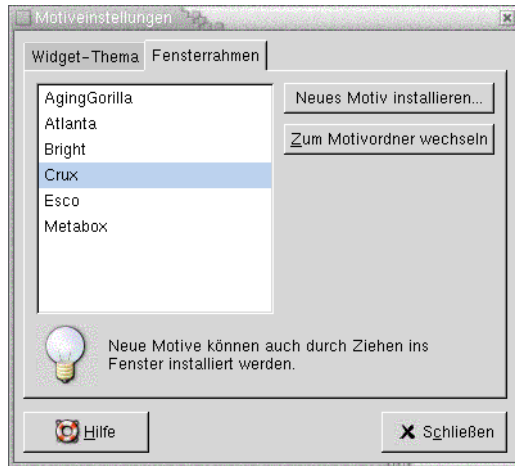 Motiveinstellungen
Widget-Thema Fensterrahmen
AgingGorilla
Atlanta
Bright
Crux
Esco
Metabox
Neues Motiv installieren...
Zum Motivordner wechseln
Neue Motive können auch durch Ziehen ins
Fenster installiert werden.
Hilfe
Schließen